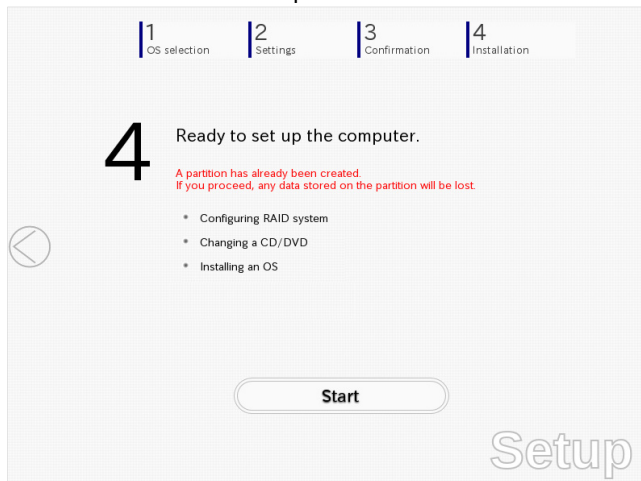 1
OS selection
2
Settings
3
Confirmation
4
Installation
4
Ready to set up the computer.
A partition has already been created.
If you proceed, any data stored on the partition will be lost.
Configuring RAID system
Changing a CD/DVD
Installing an OS
Start
Setup